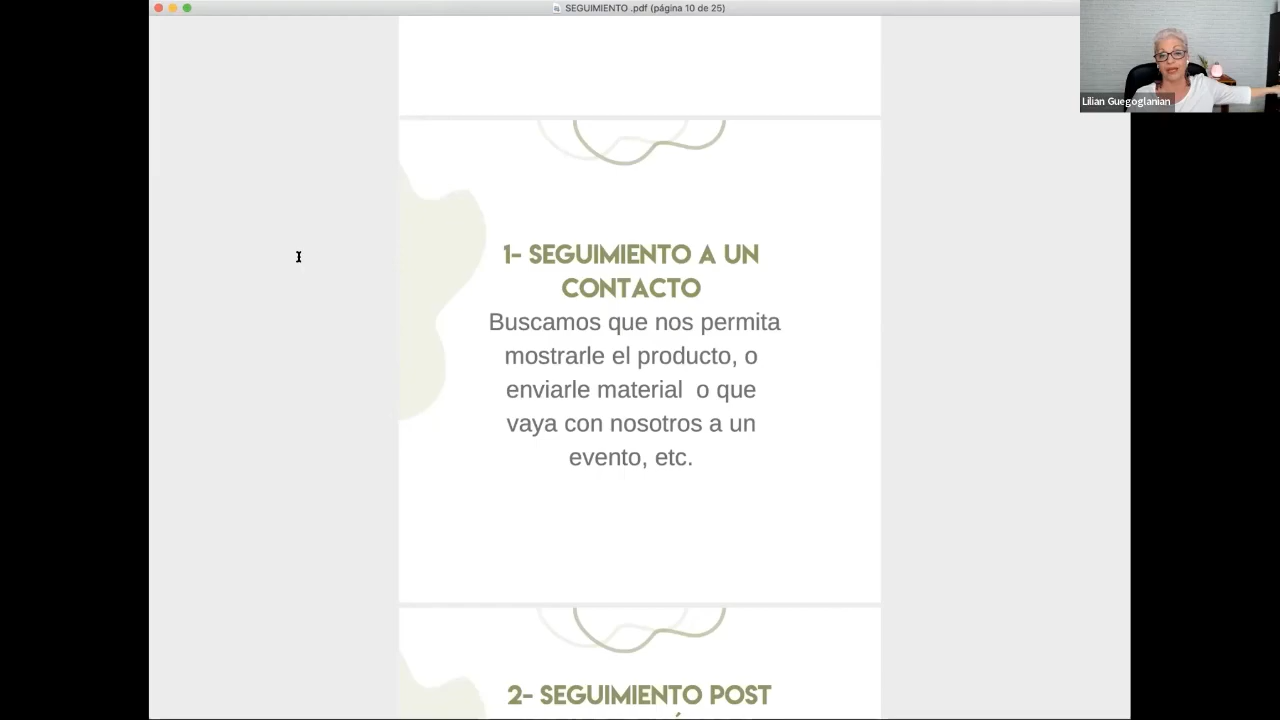 SEGUIMIENTO .pdf (página 10 de 25)
Lilian Guegoglanian
1- SEGUIMIENTO A UN
CONTACTO
Buscamos que nos permita
mostrarle el producto, o
enviarle material  o que
vaya con nosotros a un
evento, etc.
2- SEGUIMIENTO POST